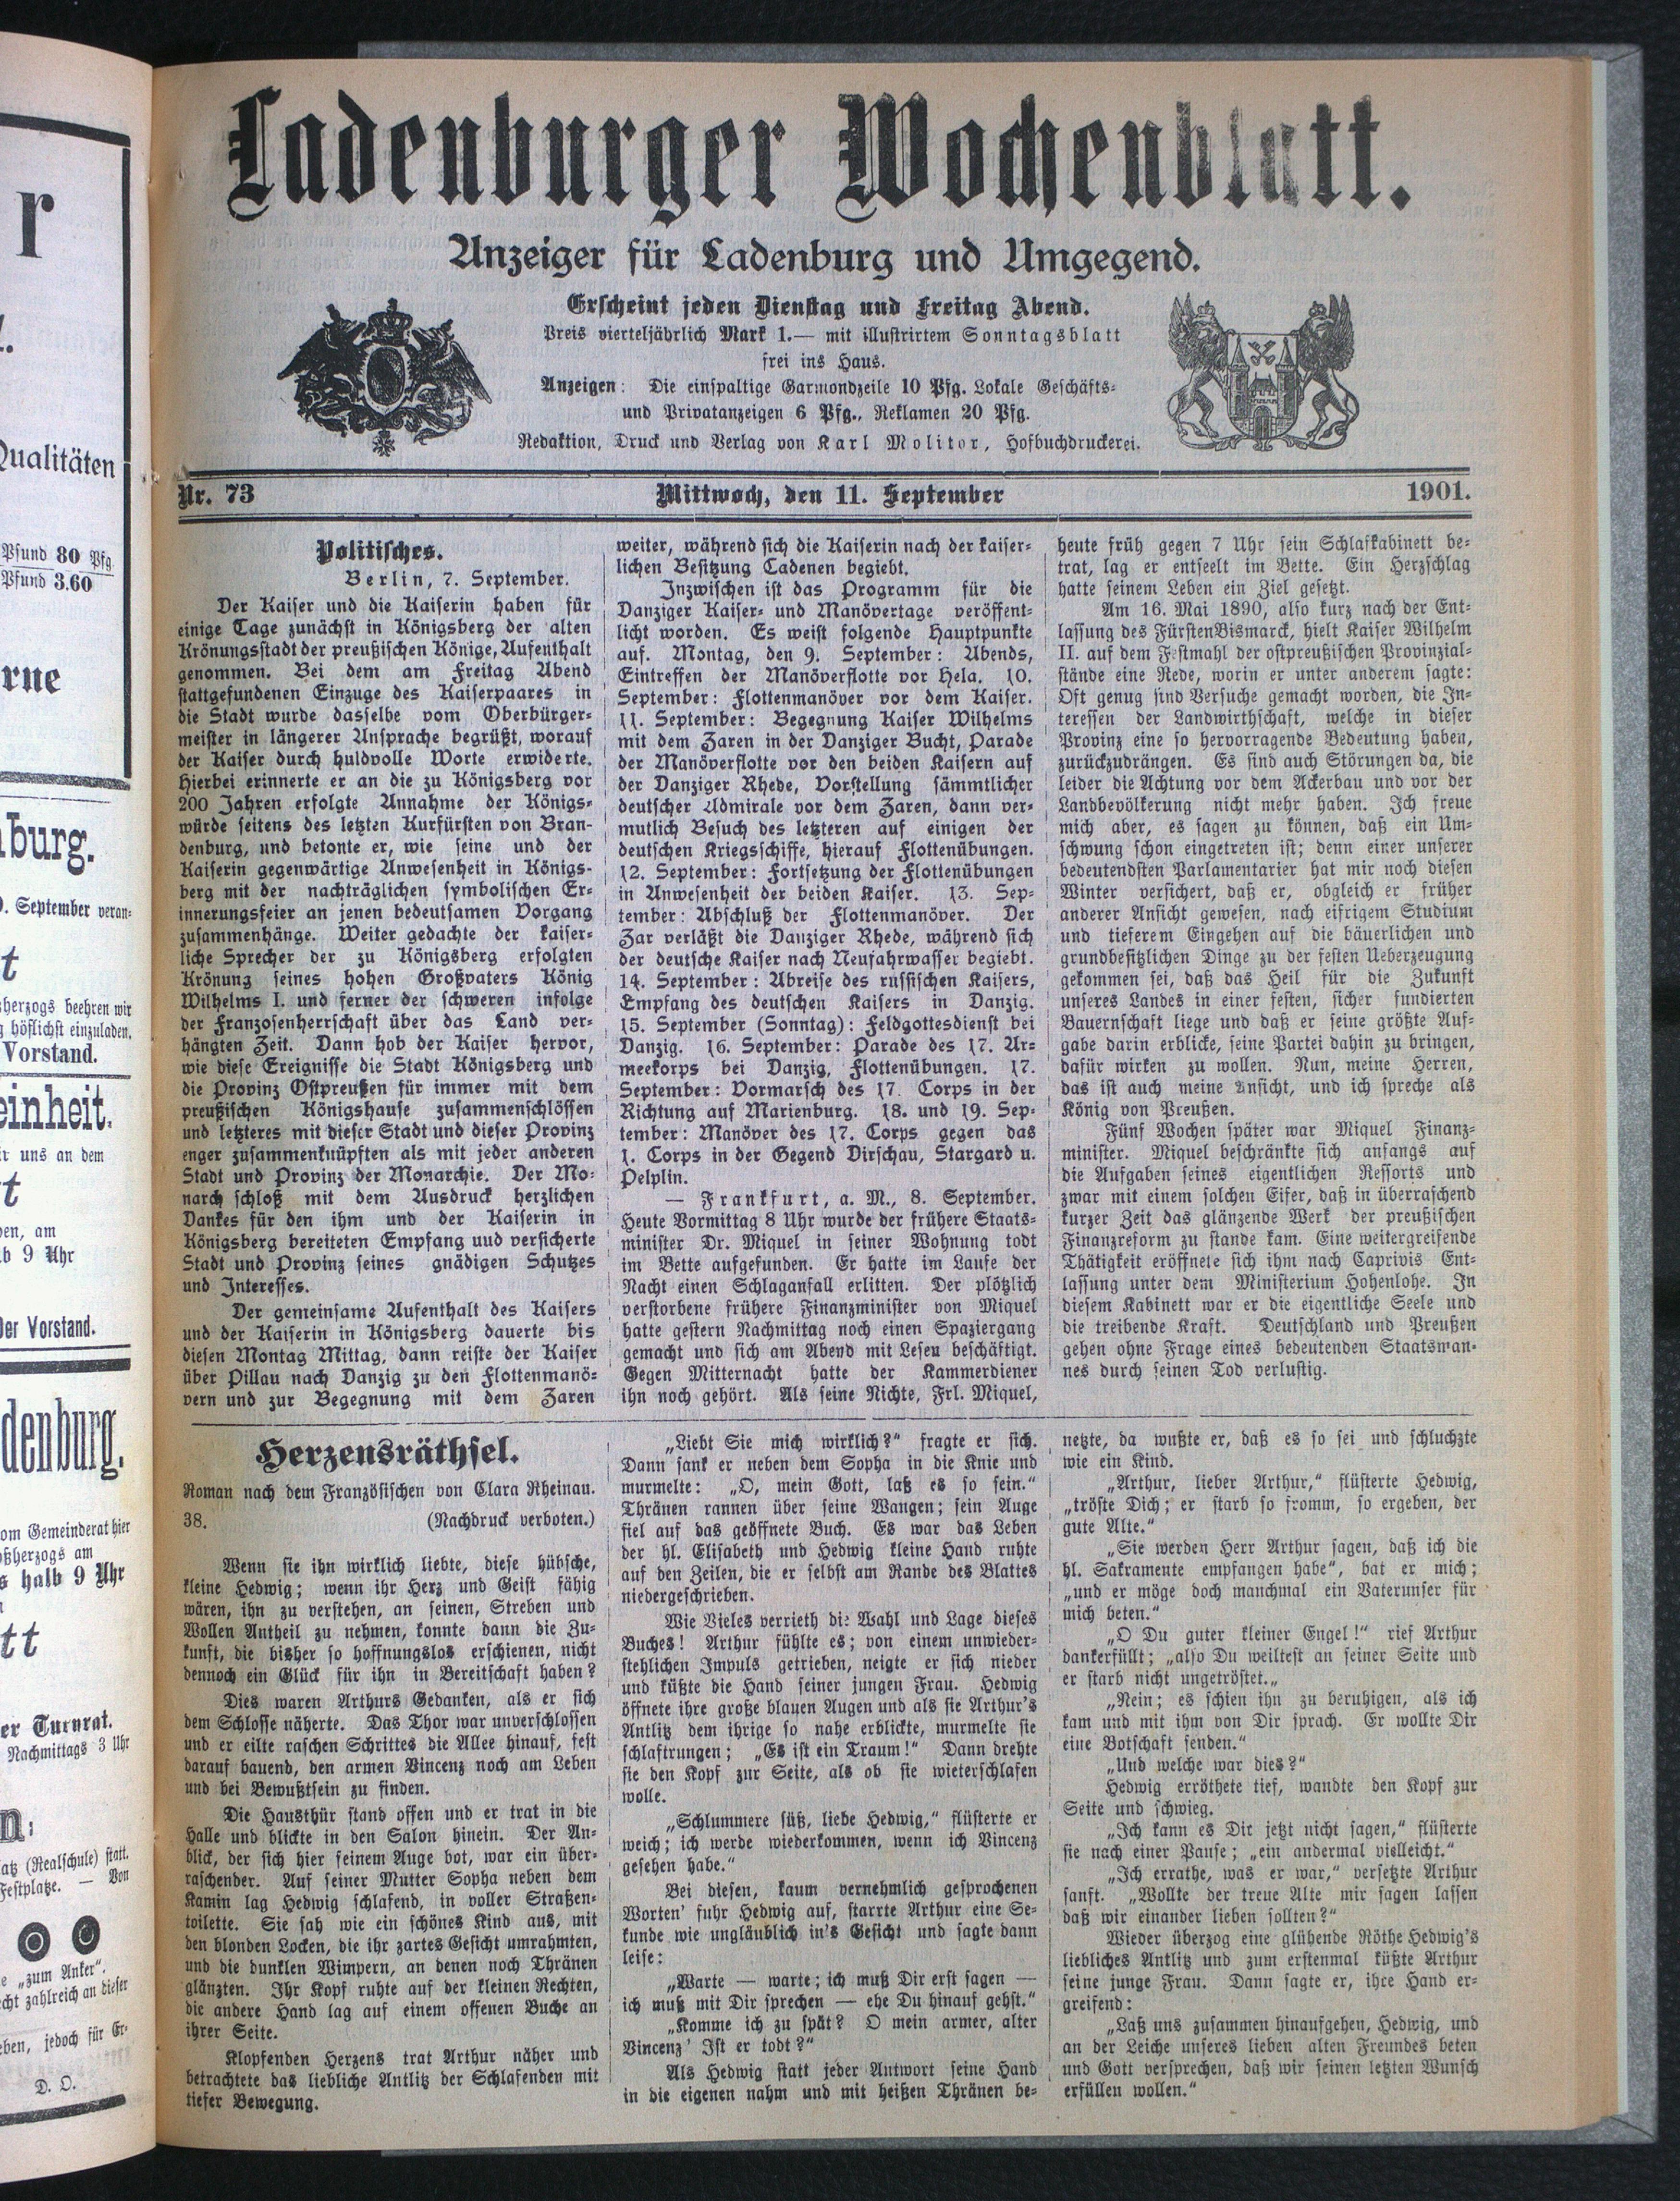 r
.
Qualitäten
Pfund 80 Pfg.
Pfund 3.60
rne
burg.
September veran-
t
herzogs beehren wir
höflichst einzuladen.
Vorstand.
einheit.
uns an dem
t
am
9 Uhr
Der Vorstand.
denburg.
om Gemeinderat hier
herzogs am
halb 9 Uhr
tt
er Turnrat.
Nachmittags 3 Uhr
n:
(Realschule) statt.
Festplatze. — Von
„zum Anker“.
zahlreich an dieser
jedoch für Er-
D. O.
Ladenburger Wochenblatt.
Anzeiger für Ladenburg und Umgegend.
Erscheint jeden Dienstag und Freitag Abend.
Preis vierteljährlich Mark 1.— mit illustrirtem Sonntagsblatt
frei ins Haus.
Anzeigen: Die einspaltige Garmondzeile 10 Pfg. Lokale Geschäfts-
und Privatanzeigen 6 Pfg., Reklamen 20 Pfg.
Redaktion, Druck und Verlag von Karl Molitor, Hofbuchdruckerei.
Nr. 73 Mittwoch, den 11. September 1901.
Politisches.
Berlin, 7. September.
Der Kaiser und die Kaiserin haben für
einige Tage zunächst in Königsberg der alten
Krönungsstadt der preußischen Könige, Aufenthalt
genommen. Bei dem am Freitag Abend
stattgefundenen Einzuge des Kaiserpaares in
die Stadt wurde dasselbe vom Oberbürger-
meister in längerer Ansprache begrüßt, worauf
der Kaiser durch huldvolle Worte erwiderte.
Hierbei erinnerte er an die zu Königsberg vor
200 Jahren erfolgte Annahme der Königs-
würde seitens des letzten Kurfürsten von Bran-
denburg, und betonte er, wie seine und der
Kaiserin gegenwärtige Anwesenheit in Königs-
berg mit der nachträglichen symbolischen Er-
innerungsfeier an jenen bedeutsamen Vorgang
zusammenhänge. Weiter gedachte der kaiser-
liche Sprecher der zu Königsberg erfolgten
Krönung seines hohen Großvaters König
Wilhelms I. und ferner der schweren infolge
der Franzosenherrschaft über das Land ver-
hängten Zeit. Dann hob der Kaiser hervor,
wie diese Ereignisse die Stadt Königsberg und
die Provinz Ostpreußen für immer mit dem
preußischen Königshause zusammenschlössen
und letzteres mit dieser Stadt und dieser Provinz
enger zusammenknüpften als mit jeder anderen
Stadt und Provinz der Monarchie. Der Mo-
narch schloß mit dem Ausdruck herzlichen
Dankes für den ihm und der Kaiserin in
Königsberg bereiteten Empfang uud versicherte
Stadt und Provinz seines gnädigen Schutzes
und Interesses.
Der gemeinsame Aufenthalt des Kaisers
und der Kaiserin in Königsberg dauerte bis
diesen Montag Mittag, dann reiste der Kaiser
über Pillau nach Danzig zu den Flottenmanö-
vern und zur Begegnung mit dem Zaren
weiter, während sich die Kaiserin nach der kaiser-
lichen Besitzung Cadenen begiebt.
Inzwischen ist das Programm für die
Danziger Kaiser- und Manövertage veröffent-
licht worden. Es weist folgende Hauptpunkte
auf. Montag, den 9. September: Abends,
Eintreffen der Manöverflotte vor Hela. 10.
September: Flottenmanöver vor dem Kaiser.
11. September: Begegnung Kaiser Wilhelms
mit dem Zaren in der Danziger Bucht, Parade
der Manöverflotte vor den beiden Kaisern auf
der Danziger Rhede, Vorstellung sämmtlicher
deutscher Admirale vor dem Zaren, dann ver-
mutlich Besuch des letzteren auf einigen der
deutschen Kriegsschiffe, hierauf Flottenübungen.
12. September: Fortsetzung der Flottenübungen
in Anwesenheit der beiden Kaiser. 13. Sep-
tember: Abschluß der Flottenmanöver. Der
Zar verläßt die Danziger Rhede, während sich
der deutsche Kaiser nach Neufahrwasser begiebt.
14. September: Abreise des russischen Kaisers,
Empfang des deutschen Kaisers in Danzig.
15. September (Sonntag): Feldgottesdienst bei
Danzig. 16. September: Parade des 17. Ar-
meekorps bei Danzig, Flottenübungen. 17.
September: Vormarsch des 17. Corps in der
Richtung auf Marienburg. 18. und 19. Sep-
tember: Manöver des 17. Corps gegen das
1. Corps in der Gegend Dirschau, Stargard u.
Pelplin.
— Frankfurt, a. M., 8. September.
Heute Vormittag 8 Uhr wurde der frühere Staats-
minister Dr. Miquel in seiner Wohnung todt
im Bette aufgefunden. Er hatte im Laufe der
Nacht einen Schlaganfall erlitten. Der plötzlich
verstorbene frühere Finanzminister von Miquel
hatte gestern Nachmittag noch einen Spaziergang
gemacht und sich am Abend mit Lesen beschäftigt.
Gegen Mitternacht hatte der Kammerdiener
ihn noch gehört. Als seine Nichte, Frl. Miquel,
heute früh gegen 7 Uhr sein Schlafkabinett be-
trat, lag er entseelt im Bette. Ein Herzschlag
hatte seinem Leben ein Ziel gesetzt.
Am 16. Mai 1890, also kurz nach der Ent-
lassung des Fürsten Bismarck, hielt Kaiser Wilhelm
II. auf dem Festmahl der ostpreußischen Provinzial-
stände eine Rede, worin er unter anderem sagte:
Oft genug sind Versuche gemacht worden, die In-
teressen der Landwirthschaft, welche in dieser
Provinz eine so hervorragende Bedeutung haben,
zurückzudrängen. Es sind auch Störungen da, die
leider die Achtung vor dem Ackerbau und vor der
Landbevölkerung nicht mehr haben. Ich freue
mich aber, es sagen zu können, daß ein Um-
schwung schon eingetreten ist; denn einer unserer
bedeutendsten Parlamentarier hat mir noch diesen
Winter versichert, daß er, obgleich er früher
anderer Ansicht gewesen, nach eifrigem Studium
und tieferem Eingehen auf die bäuerlichen und
grundbesitzlichen Dinge zu der festen Ueberzeugung
gekommen sei, daß das Heil für die Zukunft
unseres Landes in einer festen, sicher fundierten
Bauernschaft liege und daß er seine größte Auf-
gabe darin erblicke, seine Partei dahin zu bringen,
dafür wirken zu wollen. Nun, meine Herren,
das ist auch meine Ansicht, und ich spreche als
König von Preußen.
Fünf Wochen später war Miquel Finanz-
minister. Miquel beschränkte sich anfangs auf
die Aufgaben seines eigentlichen Ressorts und
zwar mit einem solchen Eifer, daß in überraschend
kurzer Zeit das glänzende Werk der preußischen
Finanzreform zu stande kam. Eine weitergreifende
Thätigkeit eröffnete sich ihm nach Caprivis Ent-
lassung unter dem Ministerium Hohenlohe. In
diesem Kabinett war er die eigentliche Seele und
die treibende Kraft. Deutschland und Preußen
gehen ohne Frage eines bedeutenden Staatsman-
nes durch seinen Tod verlustig.
Herzensräthsel.
Roman nach dem Französischen von Clara Rheinau.
38. (Nachdruck verboten.)
Wenn sie ihn wirklich liebte, diese hübsche,
kleine Hedwig; wenn ihr Herz und Geist fähig
wären, ihn zu verstehen, an seinen, Streben und
Wollen Antheil zu nehmen, konnte dann die Zu-
kunft, die bisher so hoffnungslos erschienen, nicht
dennoch ein Glück für ihn in Bereitschaft haben?
Dies waren Arthurs Gedanken, als er sich
dem Schlosse näherte. Das Thor war unverschlossen
und er eilte raschen Schrittes die Allee hinauf, fest
darauf bauend, den armen Vincenz noch am Leben
und bei Bewußtsein zu finden.
Die Hausthür stand offen und er trat in die
Halle und blickte in den Salon hinein. Der An-
blick, der sich hier seinem Auge bot, war ein über-
raschender. Auf seiner Mutter Sopha neben dem
Kamin lag Hedwig schlafend, in voller Straßen-
toilette. Sie sah wie ein schönes Kind aus, mit
den blonden Locken, die ihr zartes Gesicht umrahmten,
und die dunklen Wimpern, an denen noch Thränen
glänzten. Ihr Kopf ruhte auf der kleinen Rechten,
die andere Hand lag auf einem offenen Buche an
ihrer Seite.
Klopfenden Herzens trat Arthur näher und
betrachtete das liebliche Antlitz der Schlafenden mit
tiefer Bewegung.
„Liebt Sie mich wirklich?“ fragte er sich.
Dann sank er neben dem Sopha in die Knie und
murmelte: „O, mein Gott, laß es so sein.“
Thränen rannen über seine Wangen; sein Auge
fiel auf das geöffnete Buch. Es war das Leben
der hl. Elisabeth und Hedwig kleine Hand ruhte
auf den Zeilen, die er selbst am Rande des Blattes
niedergeschrieben.
Wie Vieles verrieth die Wahl und Lage dieses
Buches! Arthur fühlte es; von einem unwieder-
stehlichen Impuls getrieben, neigte er sich nieder
und küßte die Hand seiner jungen Frau. Hedwig
öffnete ihre große blauen Augen und als sie Arthur's
Antlitz dem ihrige so nahe erblickte, murmelte sie
schlaftrungen; „Es ist ein Traum!“ Dann drehte
sie den Kopf zur Seite, als ob sie wieterschlafen
wolle.
„Schlummere süß, liebe Hedwig,“ flüsterte er
weich; ich werde wiederkommen, wenn ich Vincenz
gesehen habe.“
Bei diesen, kaum vernehmlich gesprochenen
Worten' fuhr Hedwig auf, starrte Arthur eine Se-
kunde wie ungläublich in's Gesicht und sagte dann
leise:
„Warte — warte; ich muß Dir erst sagen —
ich muß mit Dir sprechen — ehe Du hinauf gehst.“
„Komme ich zu spät? O mein armer, alter
Vincenz' Ist er todt?“
Als Hedwig statt jeder Antwort seine Hand
in die eigenen nahm und mit heißen Thränen be-
netzte, da wußte er, daß es so sei und schluchzte
wie ein Kind.
„Arthur, lieber Arthur,“ flüsterte Hedwig,
„tröste Dich; er starb so fromm, so ergeben, der
gute Alte.“
„Sie werden Herr Arthur sagen, daß ich die
hl. Sakramente empfangen habe“, bat er mich;
„und er möge doch manchmal ein Vaterunser für
mich beten.“
„O Du guter kleiner Engel!“ rief Arthur
dankerfüllt; „also Du weiltest an seiner Seite und
er starb nicht ungetröstet.„
„Nein; es schien ihn zu beruhigen, als ich
kam und mit ihm von Dir sprach. Er wollte Dir
eine Botschaft senden.“
„Und welche war dies?“
Hedwig erröthete tief, wandte den Kopf zur
Seite und schwieg.
„Ich kann es Dir jetzt nicht sagen,“ flüsterte
sie nach einer Pause; „ein andermal vielleicht.“
„Ich errathe, was er war,“ versetzte Arthur
sanft. „Wollte der treue Alte mir sagen lassen
daß wir einander lieben sollten?“
Wieder überzog eine glühende Röthe Hedwig's
liebliches Antlitz und zum erstenmal küßte Arthur
seine junge Frau. Dann sagte er, ihre Hand er-
greifend:
„Laß uns zusammen hinaufgehen, Hedwig, und
an der Leiche unseres lieben alten Freundes beten
und Gott versprechen, daß wir seinen letzten Wunsch
erfüllen wollen.“